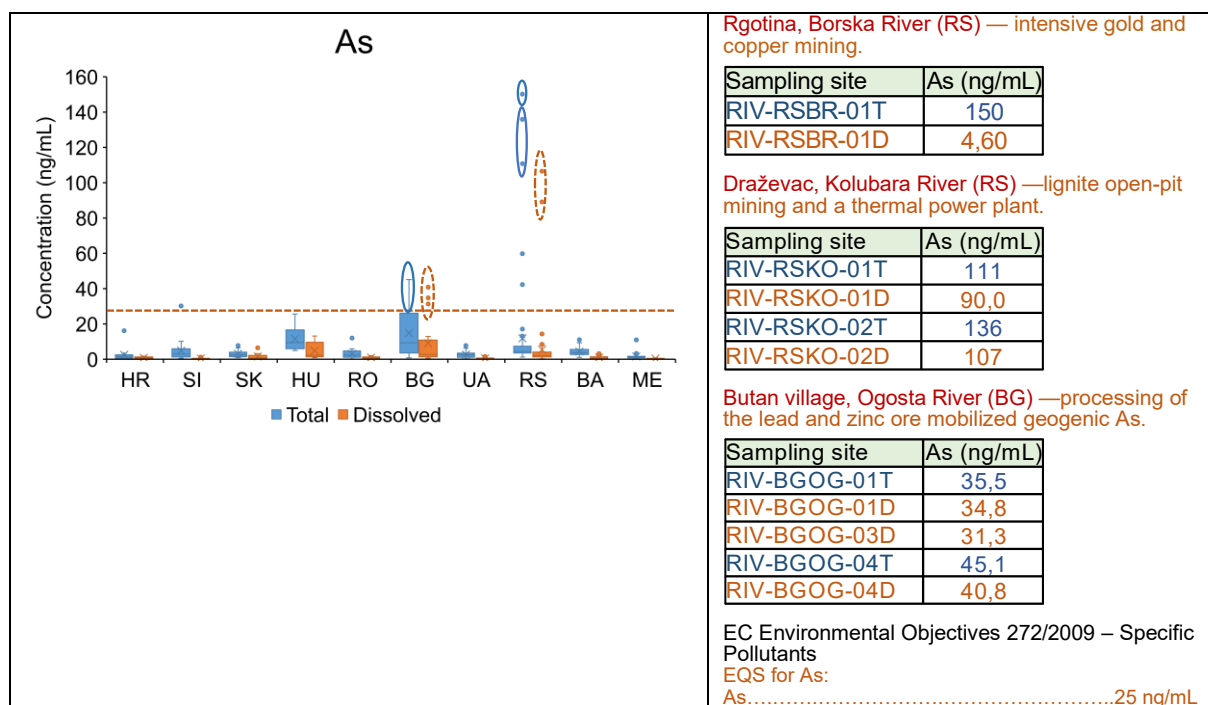 As
160
140
120
100
80
60
40
20
0
Concentration (ng/mL)
HR SI SK HU RO BG UA RS BA ME
Total Dissolved
Rgotina, Borska River (RS) — intensive gold and
copper mining.
Sampling site As (ng/mL)
RIV-RSBR-01T 150
RIV-RSBR-01D 4,60
Draževac, Kolubara River (RS) —lignite open-pit
mining and a thermal power plant.
Sampling site As (ng/mL)
RIV-RSKO-01T 111
RIV-RSKO-01D 90,0
RIV-RSKO-02T 136
RIV-RSKO-02D 107
Butan village, Ogosta River (BG) —processing of
the lead and zinc ore mobilized geogenic As.
Sampling site As (ng/mL)
RIV-BGOG-01T 35,5
RIV-BGOG-01D 34,8
RIV-BGOG-03D 31,3
RIV-BGOG-04T 45,1
RIV-BGOG-04D 40,8
EC Environmental Objectives 272/2009 – Specific
Pollutants
EQS for As:
As……………………………………………..25 ng/mL